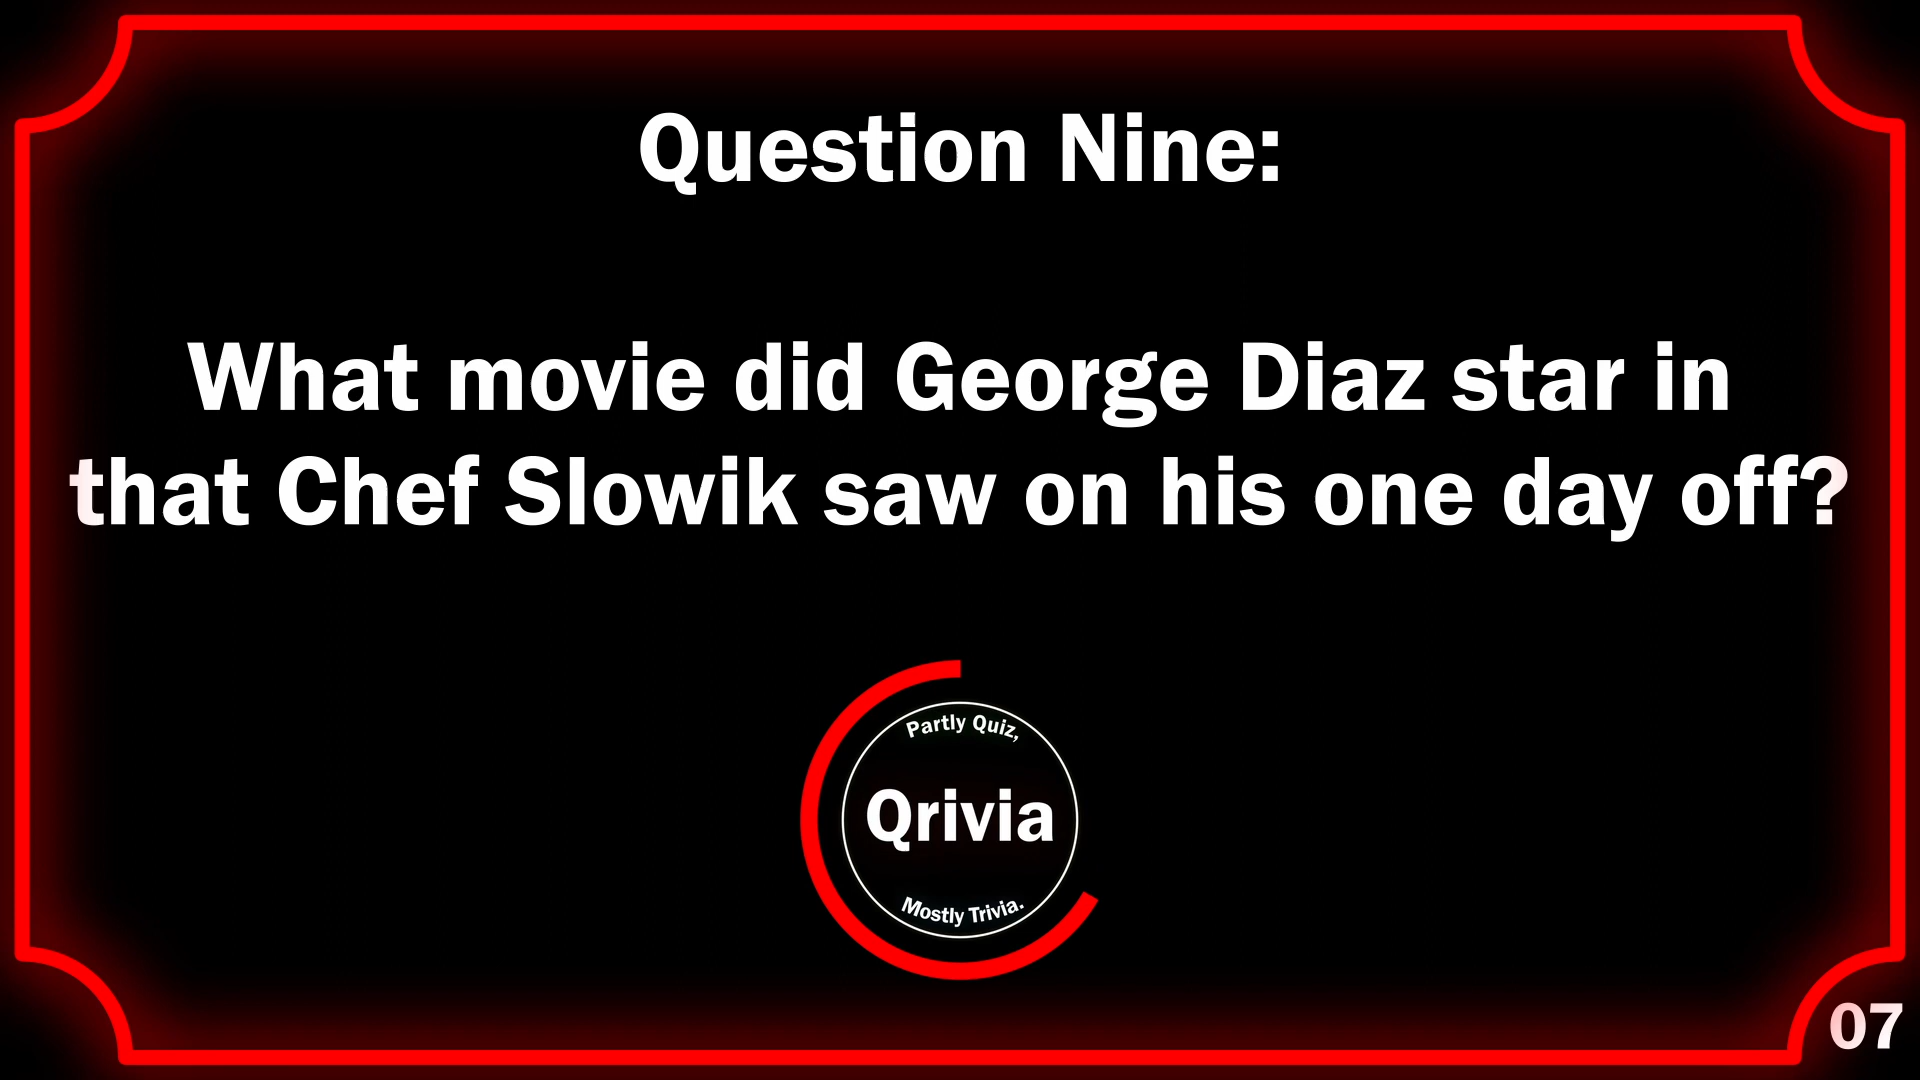 Question Nine:
What movie did George Diaz star in
that Chef Slowik saw on his one day off?
Partly Quiz,
Qrivia
Mostly Trivia.
07